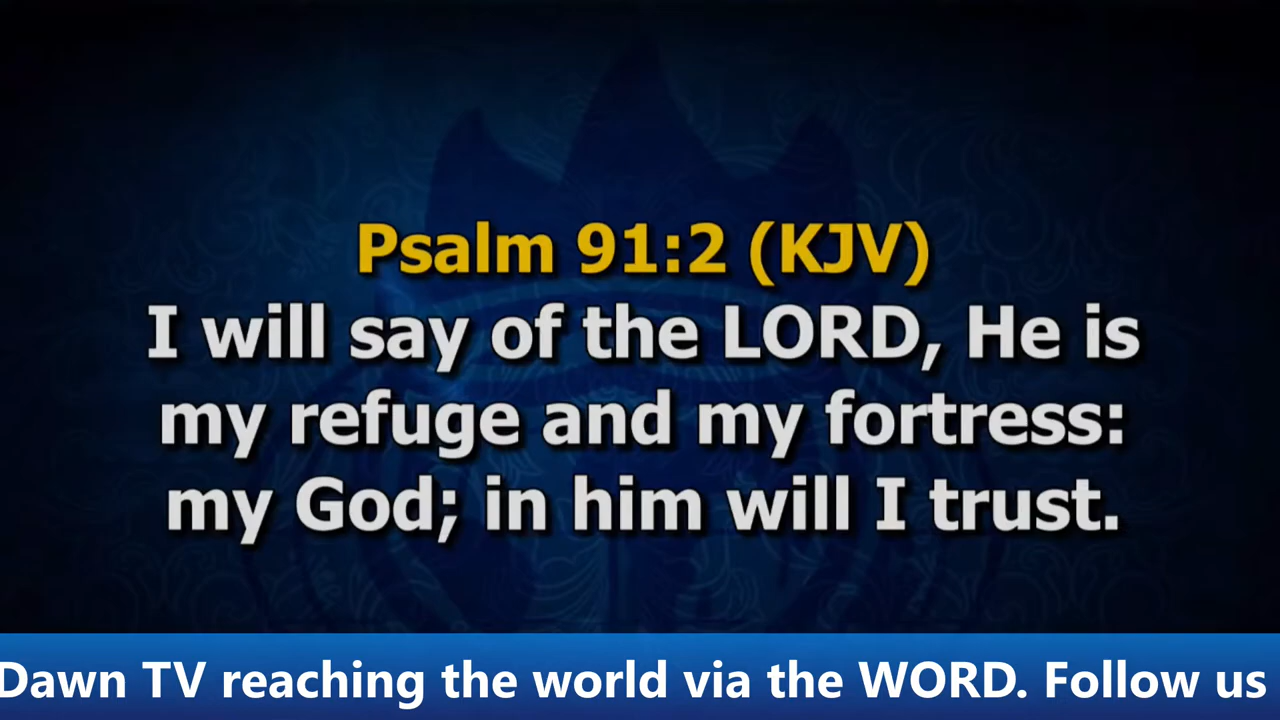 Psalm 91:2 (KJV)
I will say of the LORD, He is
my refuge and my fortress:
my God; in him will I trust.
Dawn TV reaching the world via the WORD. Follow us